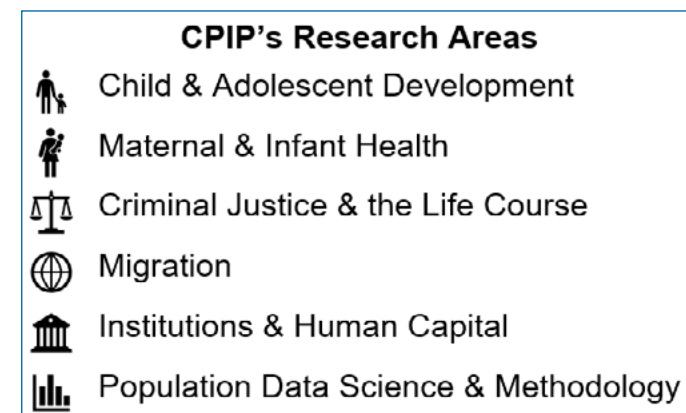 CPIP's Research Areas
Child & Adolescent Development
Maternal & Infant Health
Criminal Justice & the Life Course
Migration
Institutions & Human Capital
Population Data Science & Methodology